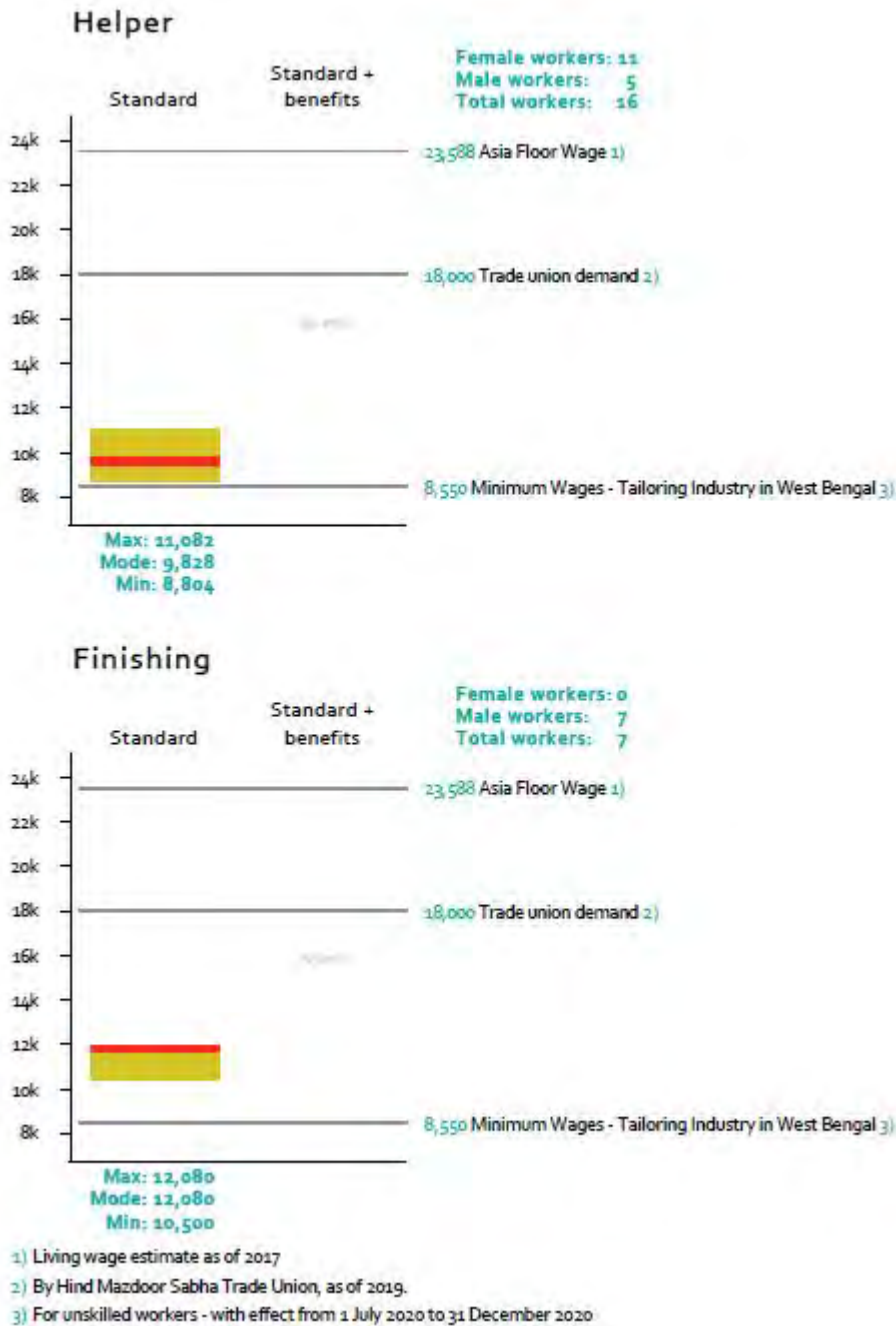 Helper
Female workers: 11
Male workers: 5
Total workers: 16
Standard
Standard +
benefits
24k
22k
20k
18k
16k
14k
12k
10k
8k
23,588 Asia Floor Wage 1)
18,000 Trade union demand 2)
8,550 Minimum Wages - Tailoring Industry in West Bengal 3)
Max: 11,082
Mode: 9,828
Min: 8,804
Finishing
Female workers: 0
Male workers: 7
Total workers: 7
Standard
Standard +
benefits
24k
22k
20k
18k
16k
14k
12k
10k
8k
23,588 Asia Floor Wage 1)
18,000 Trade union demand 2)
8,550 Minimum Wages - Tailoring Industry in West Bengal 3)
Max: 12,080
Mode: 12,080
Min: 10,500
1) Living wage estimate as of 2017
2) By Hind Mazdoor Sabha Trade Union, as of 2019.
3) For unskilled workers - with effect from 1 July 2020 to 31 December 2020